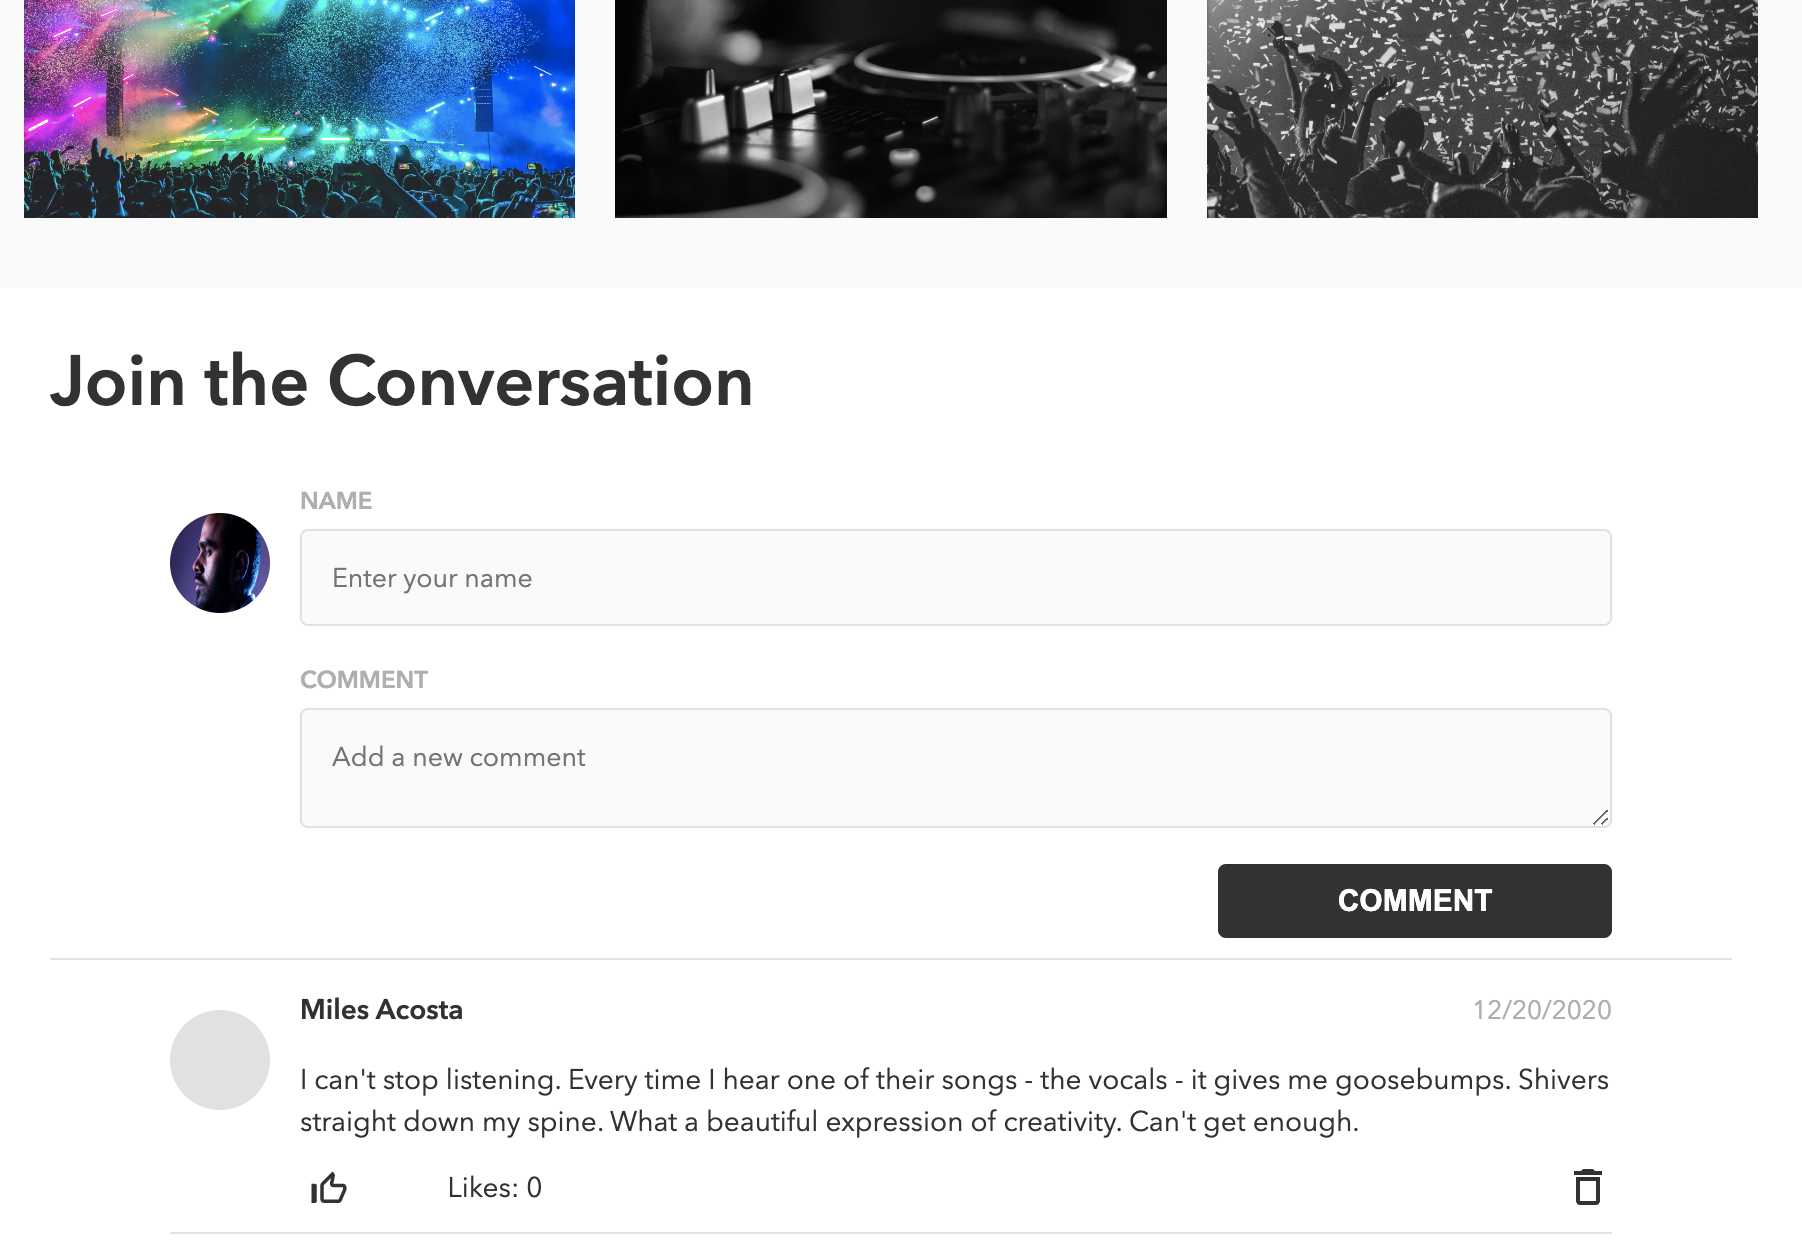 Join the Conversation
NAME
Enter your name
COMMENT
Add a new comment
COMMENT
Miles Acosta
12/20/2020
I can't stop listening. Every time I hear one of their songs - the vocals - it gives me goosebumps. Shivers
straight down my spine. What a beautiful expression of creativity. Can't get enough.
Likes: 0